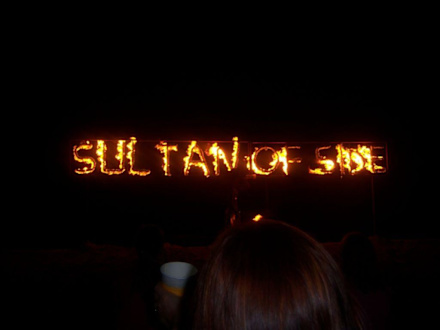 SULTAN OF SIDE